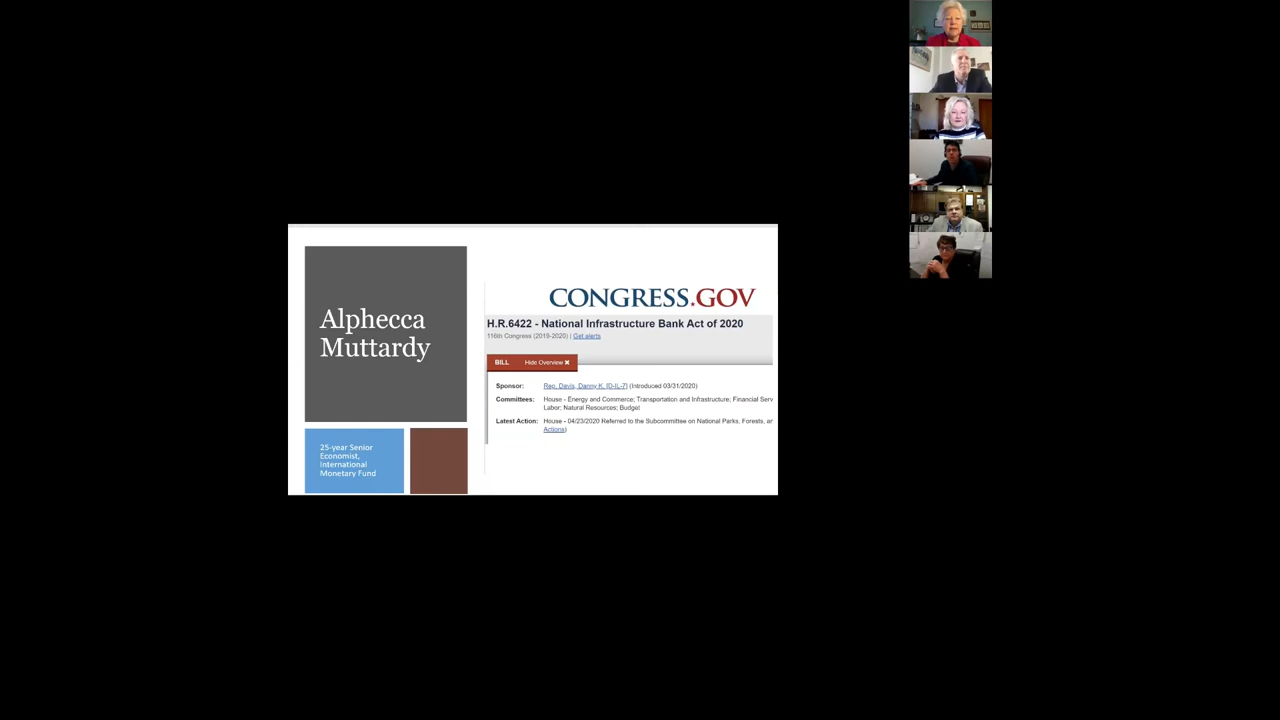 Alphecca
Muttardy
25-year Senior
Economist,
International
Monetary Fund
CONGRESS.GOV
H.R.6422 - National Infrastructure Bank Act of 2020
116th Congress (2019-2020) | Get alerts
BILL Hide Overview ✖
Sponsor: Rep. Davis, Danny K. [D-IL-7] (Introduced 03/31/2020)
Committees: House - Energy and Commerce; Transportation and Infrastructure; Financial Serv
Labor; Natural Resources; Budget
Latest Action: House - 04/23/2020 Referred to the Subcommittee on National Parks, Forests, ar
Actions)